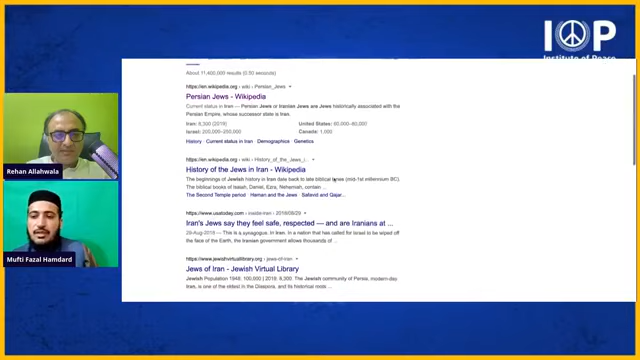 IOP
Institute of Peace
About 11,400,000 results (0.50 seconds)
https://en.wikipedia.org › wiki › Persian_Jews
Persian Jews - Wikipedia
Current status in Iran — Persian Jews or Iranian Jews are Jews historically associated with the
Persian Empire, whose successor state is Iran.
Iran: 8,300 (2019)
United States: 60,000–80,000
Israel: 200,000–250,000
Canada: 1,000
History · Current status in Iran · Demographics · Genetics
https://en.wikipedia.org › wiki › History_of_the_Jews_i...
History of the Jews in Iran - Wikipedia
The beginnings of Jewish history in Iran date back to late biblical times (mid-1st millennium BC).
The biblical books of Isaiah, Daniel, Ezra, Nehemiah, contain ...
The Second Temple period · Haman and the Jews · Safavid and Qajar...
https://www.usatoday.com › inside-iran › 2018/08/29
Iran's Jews say they feel safe, respected — and are Iranians at ...
29-Aug-2018 — This is a synagogue. In Iran. In a nation that has called for Israel to be wiped off
the face of the Earth, the Iranian government allows thousands of ...
https://www.jewishvirtuallibrary.org › jews-of-iran
Jews of Iran - Jewish Virtual Library
Jewish Population 1948: 100,000 | 2018: 8,300. The Jewish community of Persia, modern-day
Iran, is one of the oldest in the Diaspora, and its historical roots ...
Rehan Allahwala
Mufti Fazal Hamdard